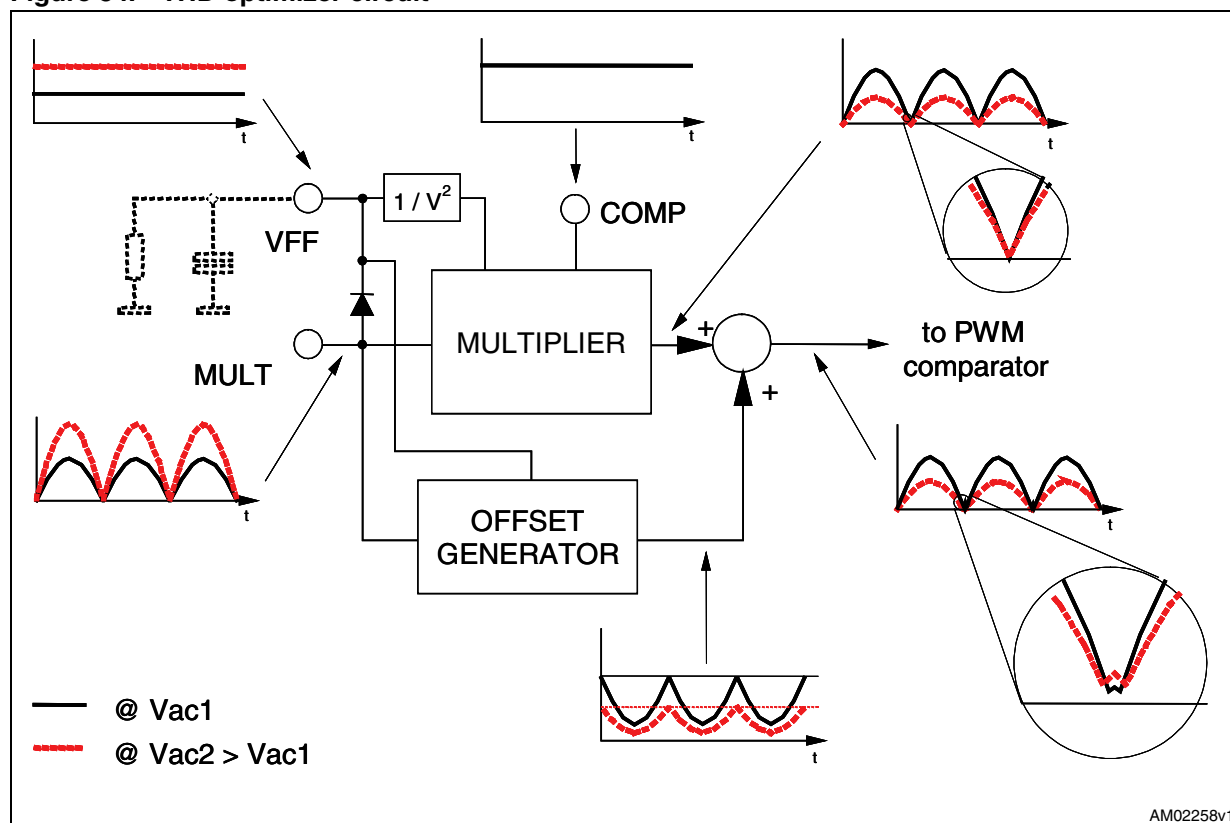 t
t
t
VFF
1 / V²
COMP
MULTIPLIER
+
to PWM
comparator
MULT
+
t
t
OFFSET
GENERATOR
t
@ Vac1
@ Vac2 > Vac1
AM02258v1